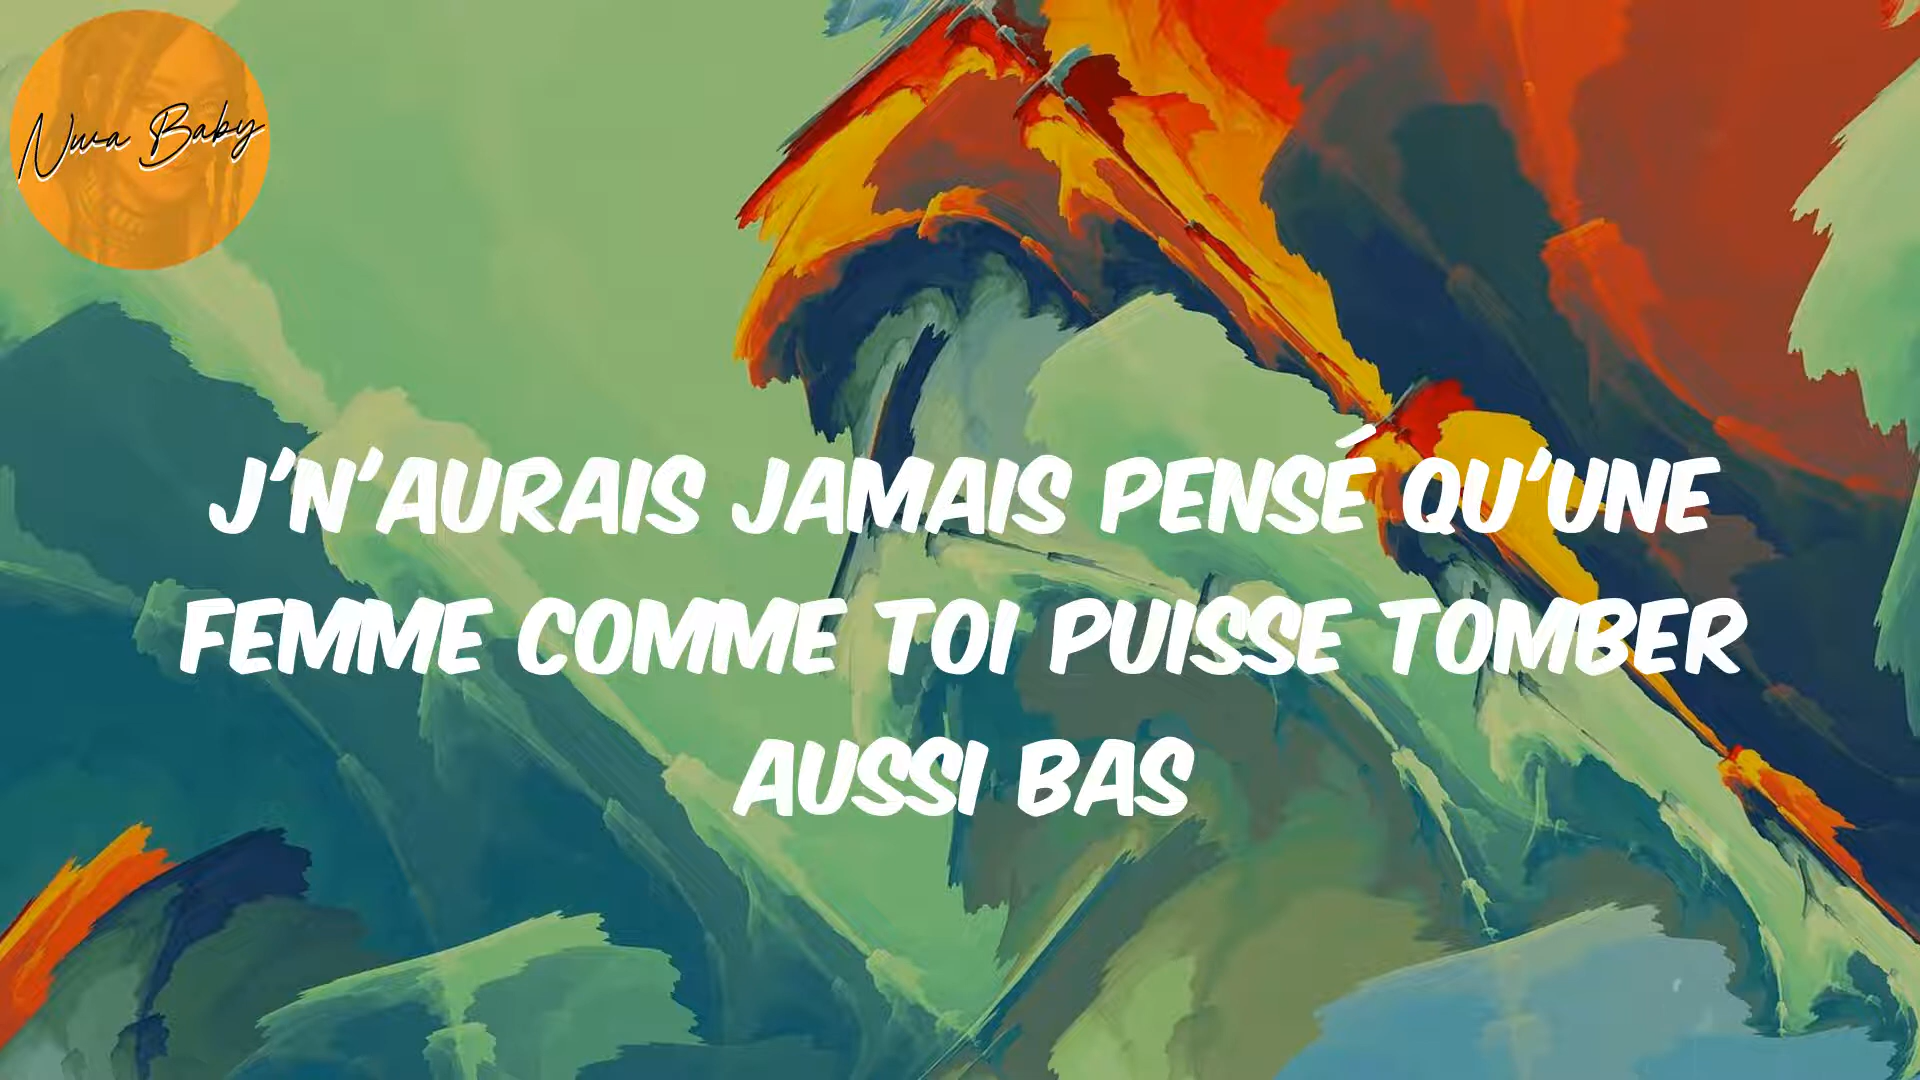 Nwa Baby
J'N'AURAIS JAMAIS PENSÉ QU'UNE
FEMME COMME TOI PUISSE TOMBER
AUSSI BAS